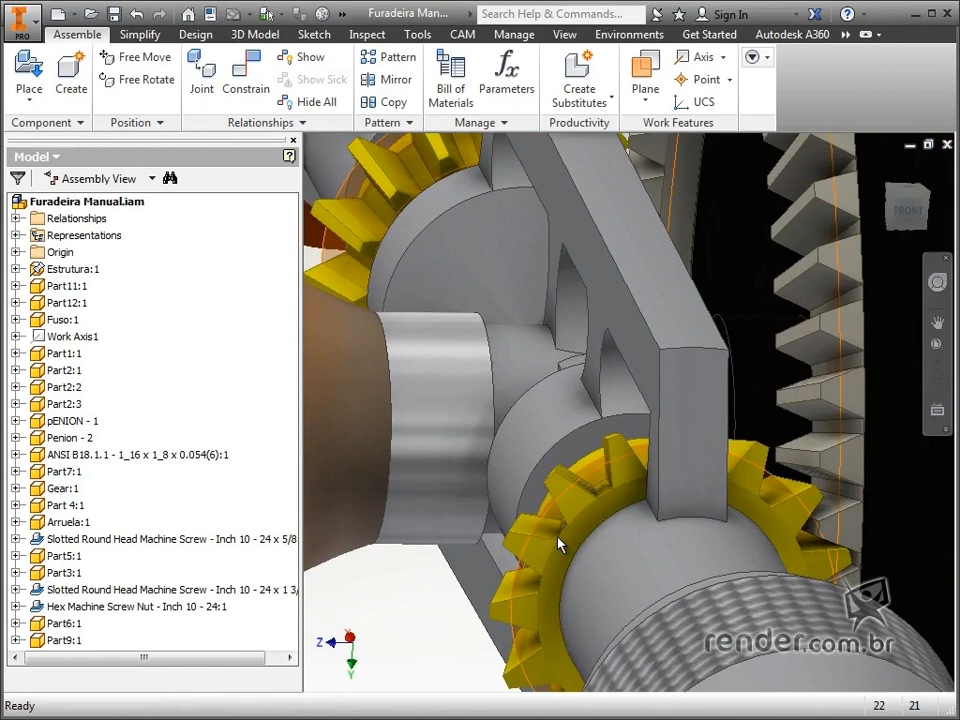 Furadeira Man...
Search Help & Commands...
Sign In
PRO
Assemble Simplify Design 3D Model Sketch Inspect Tools CAM Manage View Environments Get Started Autodesk A360
Place Create Free Move Free Rotate Joint Constrain Show Show Sick Hide All Pattern Mirror Copy Bill of Materials fx Parameters Create Substitutes Plane Axis Point UCS
Component Position Relationships Pattern Manage Productivity Work Features
Model
Assembly View
Furadeira Manual.iam
Relationships
Representations
Origin
Estrutura:1
Part11:1
Part12:1
Fuso:1
Work Axis1
Part1:1
Part2:1
Part2:2
Part2:3
pENION - 1
Penion - 2
ANSI B18.1.1 - 1_16 x 1_8 x 0.054(6):1
Part7:1
Gear:1
Part 4:1
Arruela:1
Slotted Round Head Machine Screw - Inch 10 - 24 x 5/8
Part5:1
Part3:1
Slotted Round Head Machine Screw - Inch 10 - 24 x 1 3/
Hex Machine Screw Nut - Inch 10 - 24:1
Part6:1
Part9:1
FRONT
Z
Y
render.com.br
Ready
22 21